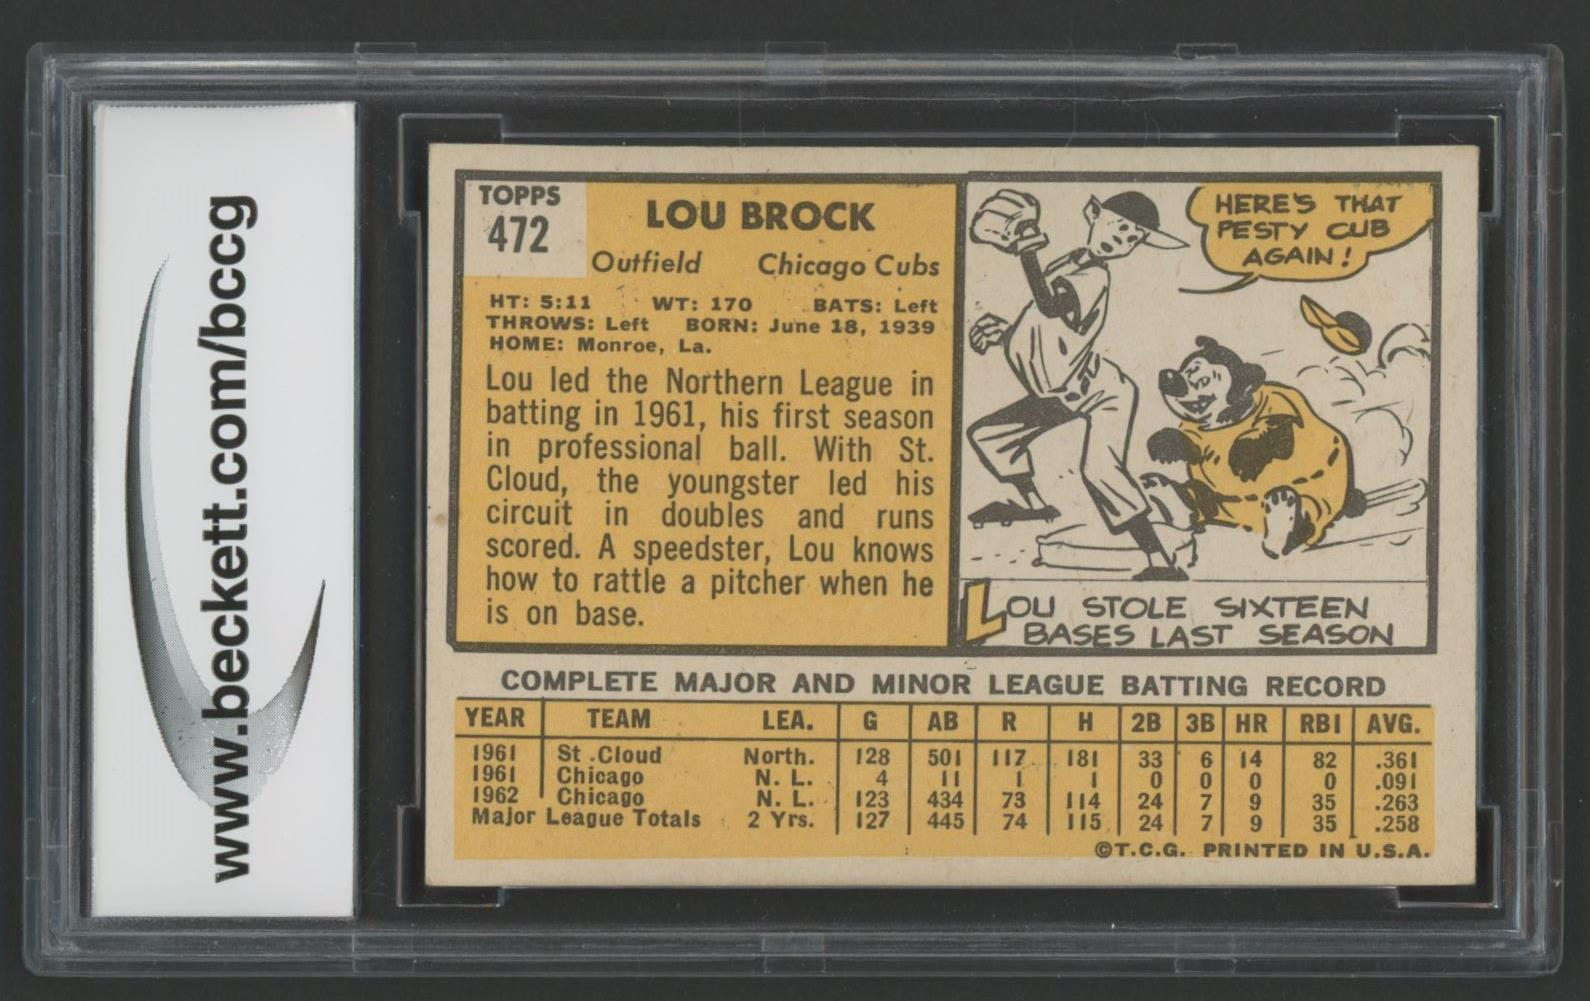 www.beckett.com/bccg
TOPPS
472
LOU BROCK
Outfield Chicago Cubs
HT: 5:11 WT: 170 BATS: Left
THROWS: Left BORN: June 18, 1939
HOME: Monroe, La.
Lou led the Northern League in
batting in 1961, his first season
in professional ball. With St.
Cloud, the youngster led his
circuit in doubles and runs
scored. A speedster, Lou knows
how to rattle a pitcher when he
is on base.
HERE'S THAT
PESTY CUB
AGAIN!
LOU STOLE SIXTEEN
BASES LAST SEASON
COMPLETE MAJOR AND MINOR LEAGUE BATTING RECORD
YEAR TEAM LEA. G AB R H 2B 3B HR RBI AVG.
1961 St. Cloud North. 128 501 117 181 33 6 14 82 .361
1961 Chicago N. L. 4 11 1 1 0 0 0 0 .091
1962 Chicago N. L. 123 434 73 114 24 7 9 35 .263
Major League Totals 2 Yrs. 127 445 74 115 24 7 9 35 .258
©T.C.G. PRINTED IN U.S.A.